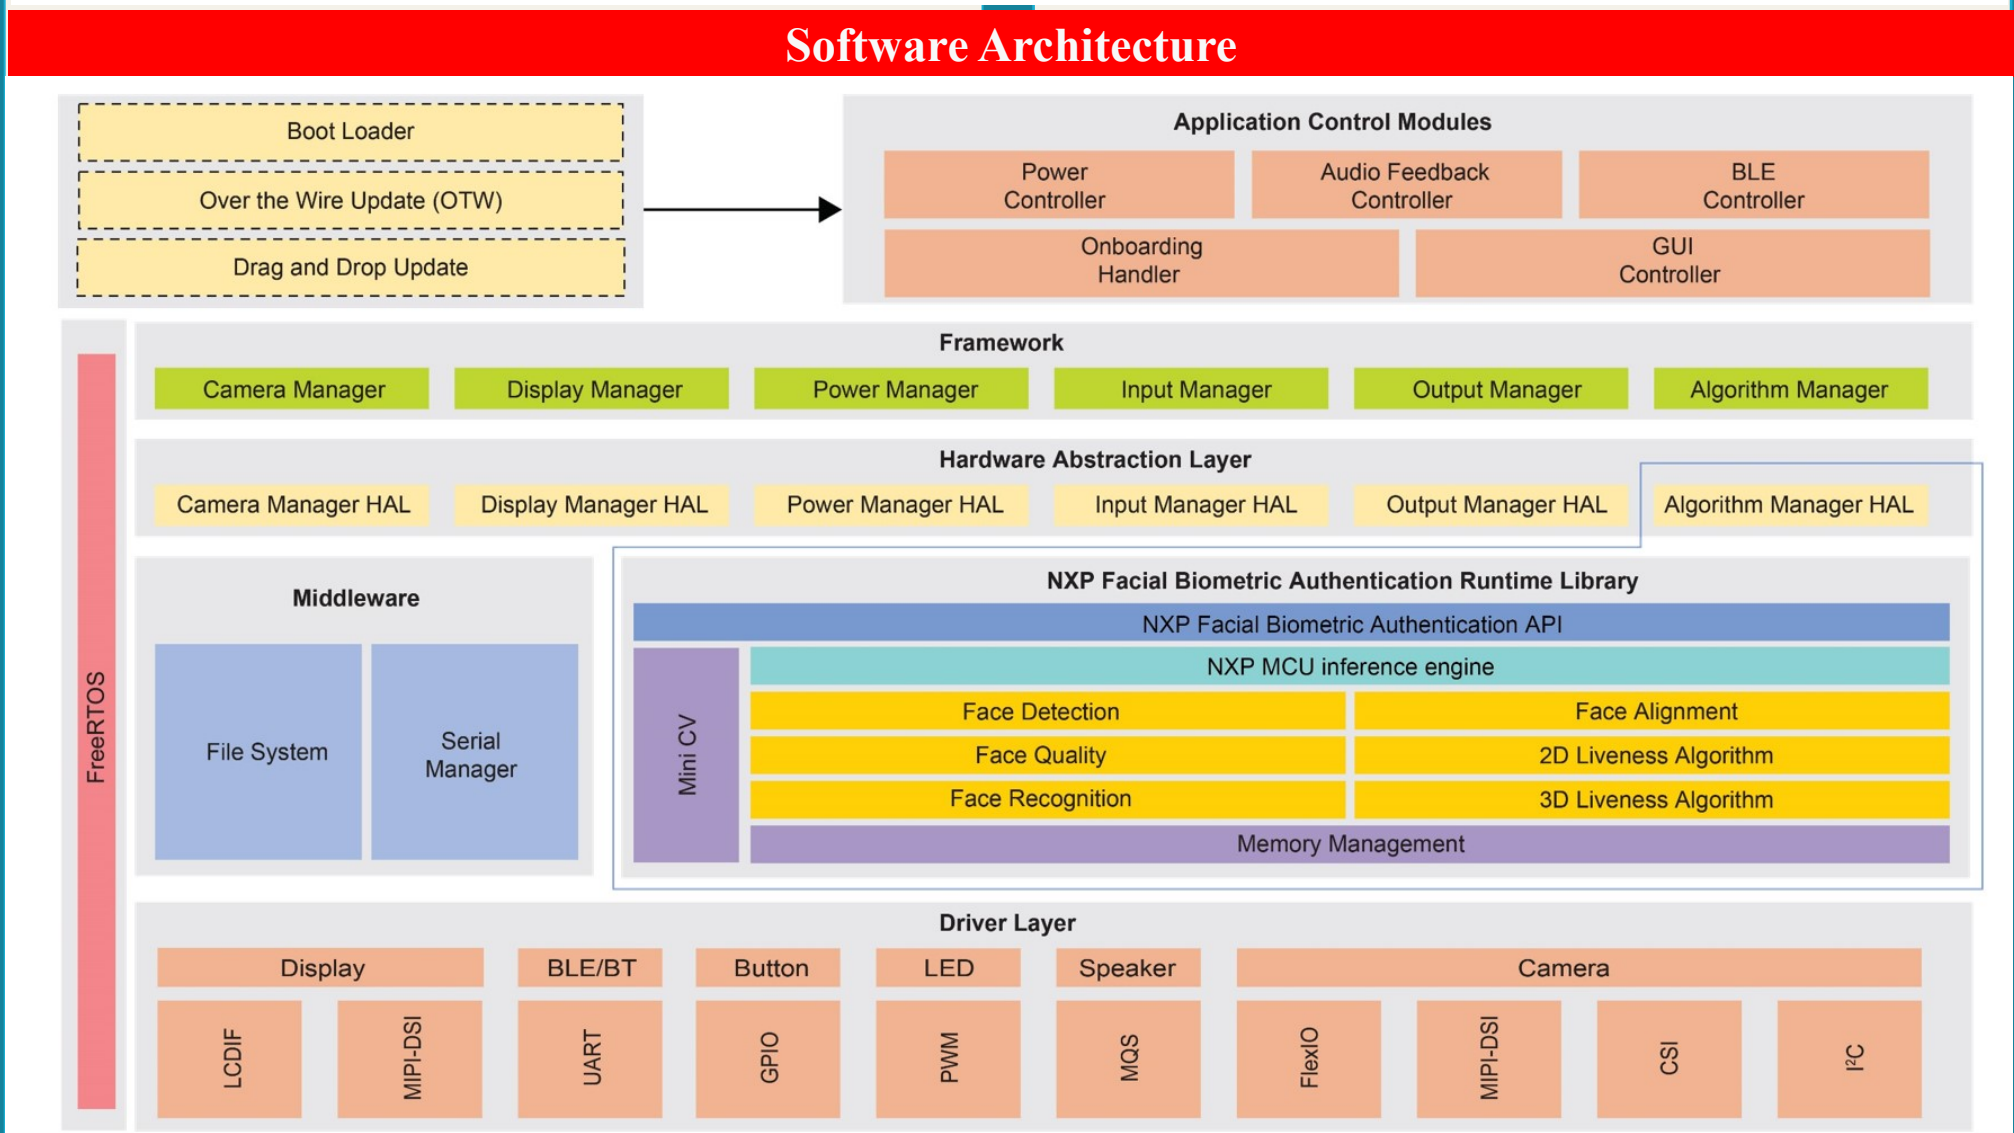 Software Architecture
Boot Loader
Over the Wire Update (OTW)
Drag and Drop Update
Application Control Modules
Power
Controller
Audio Feedback
Controller
BLE
Controller
Onboarding
Handler
GUI
Controller
FreeRTOS
Framework
Camera Manager
Display Manager
Power Manager
Input Manager
Output Manager
Algorithm Manager
Hardware Abstraction Layer
Camera Manager HAL
Display Manager HAL
Power Manager HAL
Input Manager HAL
Output Manager HAL
Algorithm Manager HAL
Middleware
File System
Serial
Manager
NXP Facial Biometric Authentication Runtime Library
NXP Facial Biometric Authentication API
Mini CV
NXP MCU inference engine
Face Detection
Face Alignment
Face Quality
2D Liveness Algorithm
Face Recognition
3D Liveness Algorithm
Memory Management
Driver Layer
Display
BLE/BT
Button
LED
Speaker
Camera
LCDIF
MIPI-DSI
UART
GPIO
PWM
MQS
FlexIO
MIPI-DSI
CSI
I²C